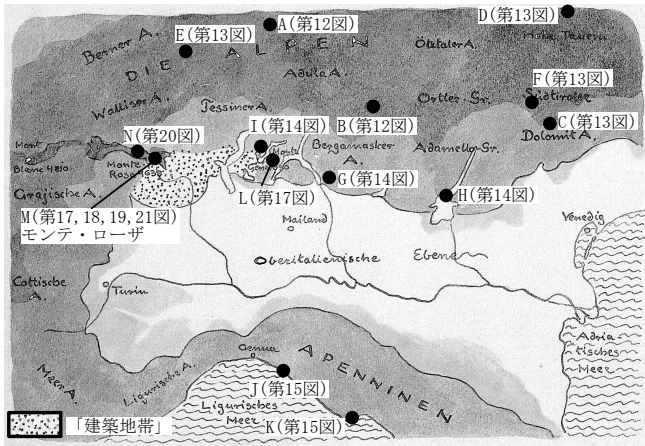 D(第13図)
E(第13図)
A(第12図)
Berner A.
DIE ALPEN
Ötztaler A.
Hohe Tauern
Adula A.
F(第13図)
Walliser A.
Tessiner A.
Ortler Gr.
Südtiroler
N(第20図)
I(第14図)
B(第12図)
C(第13図)
Dolomit A.
Mont
Blanc 4810
Monte
Rosa 4638
Monte
Bergamasker
A.
Adamello Gr.
Grajische A.
G(第14図)
H(第14図)
L(第17図)
M(第17,18,19,21図)
モンテ・ローザ
Mailand
Venedig
Oberitalienische
Ebene
Cottische
A.
Turin
Adria-
tisches
Meer
Genua
APENNINEN
Meer A.
Ligurische A.
J(第15図)
Ligurisches
Meer
K(第15図)
「建築地帯」